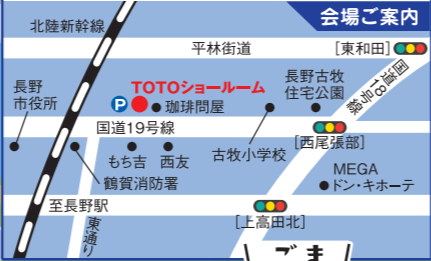 会場ご案内
北陸新幹線
平林街道
[東和田]
国道18号線
TOTOショールーム
P
珈琲問屋
長野古牧
住宅公園
長野
市役所
国道19号線
[西尾張部]
もち吉
西友
古牧小学校
鶴賀消防署
MEGA
ドン・キホーテ
至長野駅
東通り
[上高田北]
ごま